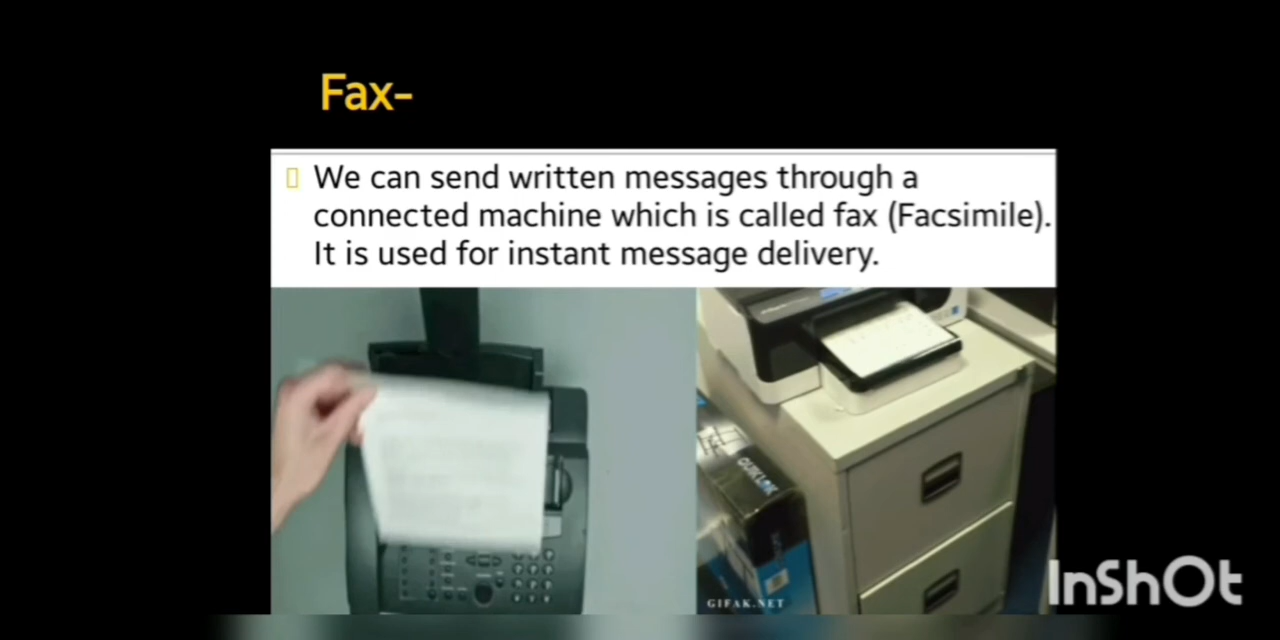 Fax-
We can send written messages through a
connected machine which is called fax (Facsimile).
It is used for instant message delivery.
QUIKLOK
GIFAK.NET
InShOt